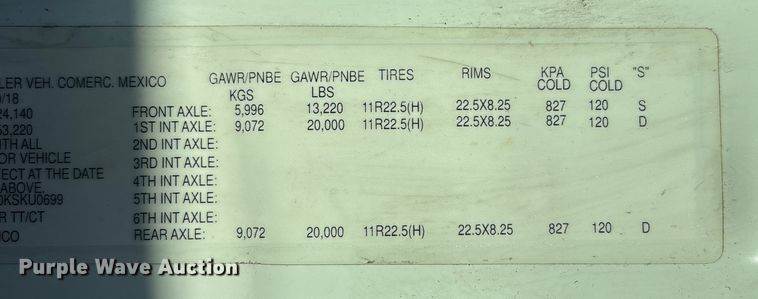 LER VEH. COMERC. MEXICO GAWR/PNBE KGS GAWR/PNBE LBS TIRES RIMS KPA COLD PSI COLD "S"
/18
24,140 FRONT AXLE: 5,996 13,220 11R22.5(H) 22.5X8.25 827 120 S
53,220 1ST INT AXLE: 9,072 20,000 11R22.5(H) 22.5X8.25 827 120 D
ITH ALL 2ND INT AXLE:
OR VEHICLE 3RD INT AXLE:
ECT AT THE DATE 4TH INT AXLE:
ABOVE. 5TH INT AXLE:
0KSKU0699
R TT/CT 6TH INT AXLE:
ICO REAR AXLE: 9,072 20,000 11R22.5(H) 22.5X8.25 827 120 D
Purple Wave Auction